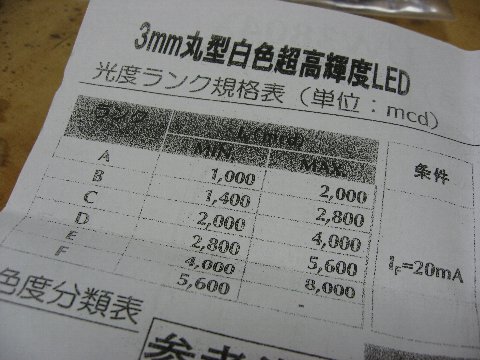 3mm丸型白色超高輝度LED
光度ランク規格表（単位：mcd）
ランク Iv(mcd) 条件
MIN. MAX.
A 1,000 2,000
B 1,400 2,800
C 2,000 4,000
D 2,800 5,600
E 4,000 8,000
F 5,600 -
IF=20mA
色度分類表